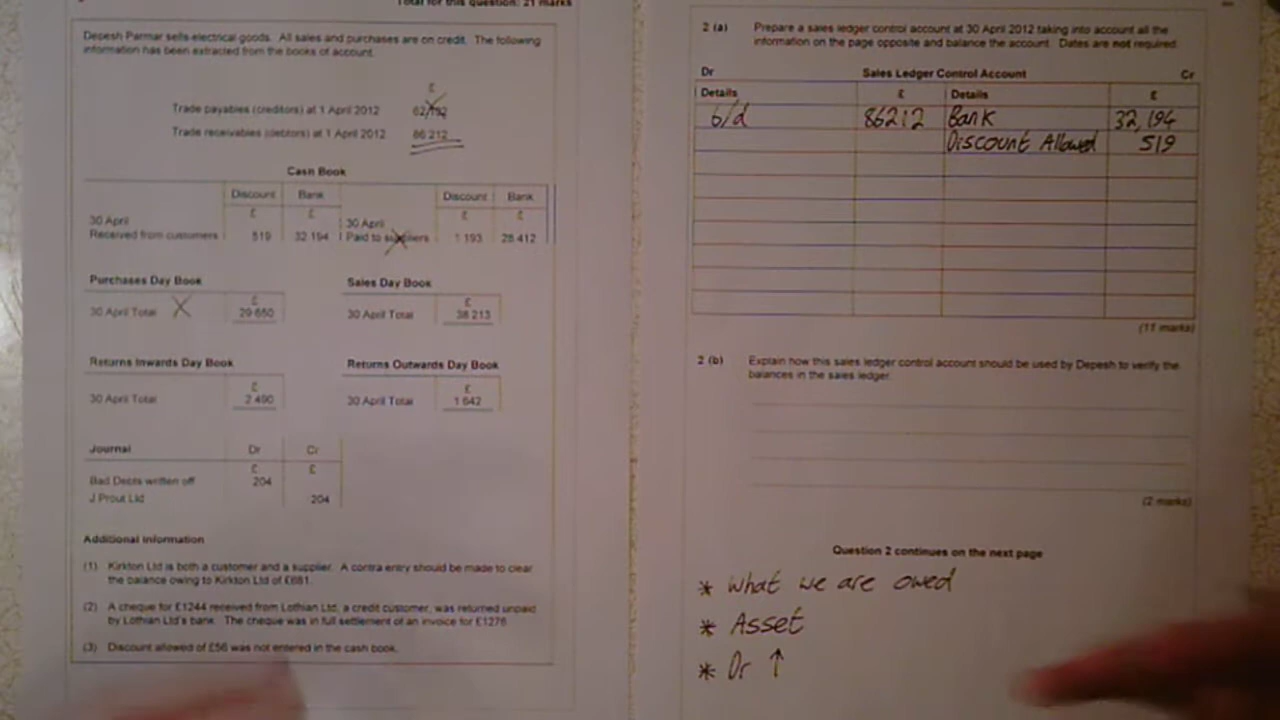 Total for this question: 21 marks
Depesh Parmar sells electrical goods. All sales and purchases are on credit. The following
information has been extracted from the books of account.
£
Trade payables (creditors) at 1 April 2012
Trade receivables (debtors) at 1 April 2012 86 212
Cash Book
Discount Bank Discount Bank
£ £ £ £
30 April 30 April
Received from customers 519 32 194 Paid to suppliers 1 193 28 412
Purchases Day Book Sales Day Book
£ £
30 April Total 29 650 30 April Total 38 213
Returns Inwards Day Book Returns Outwards Day Book
£ £
30 April Total 2 490 30 April Total 1 642
Journal Dr Cr
£ £
Bad Debts written off 204
J Prout Ltd 204
Additional information
(1) Kirkton Ltd is both a customer and a supplier. A contra entry should be made to clear
the balance owing to Kirkton Ltd of £681.
(2) A cheque for £1244 received from Lothian Ltd, a credit customer, was returned unpaid
by Lothian Ltd's bank. The cheque was in full settlement of an invoice for £1276
(3) Discount allowed of £56 was not entered in the cash book.
2 (a) Prepare a sales ledger control account at 30 April 2012 taking into account all the
information on the page opposite and balance the account. Dates are not required
Dr Sales Ledger Control Account Cr
Details £ Details £
b/d 86212 Bank 32,194
Discount Allowed 519
(11 marks)
2 (b) Explain how this sales ledger control account should be used by Depesh to verify the
balances in the sales ledger.
(2 marks)
Question 2 continues on the next page
* What we are owed
* Asset
* Dr ↑